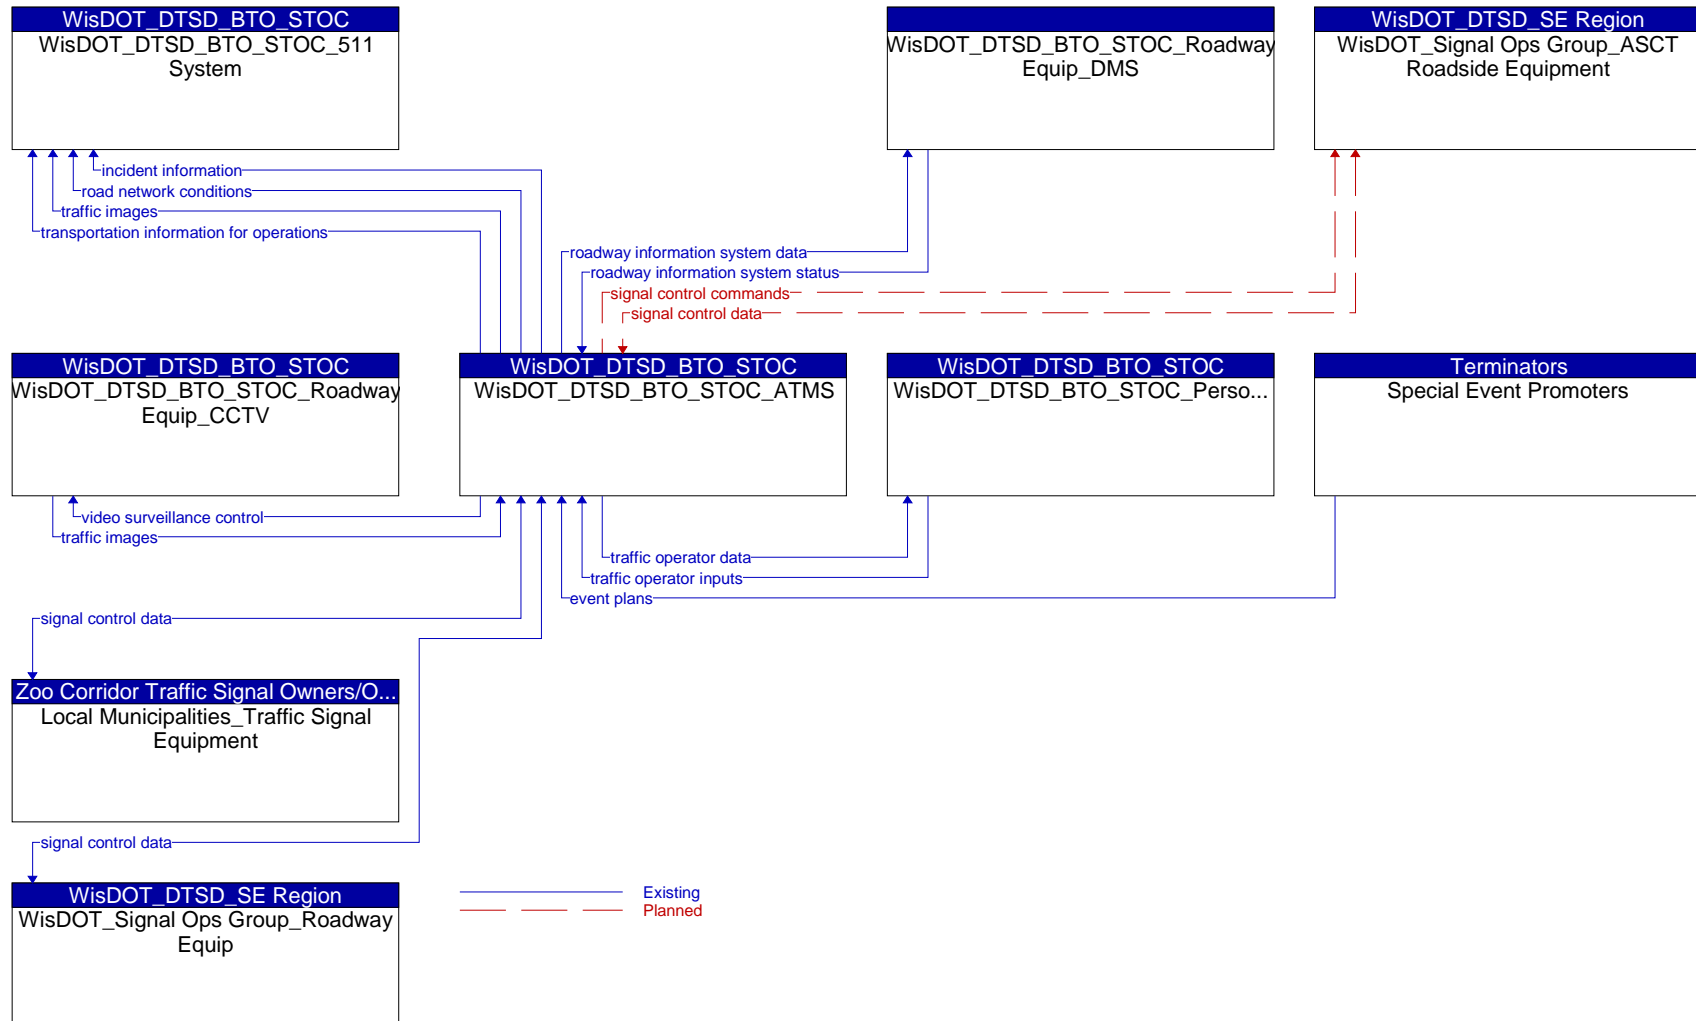 WisDOT_DTSD_BTO_STOC
WisDOT_DTSD_BTO_STOC_511
System
WisDOT_DTSD_BTO_STOC_Roadway
Equip_DMS
WisDOT_DTSD_SE Region
WisDOT_Signal Ops Group_ASCT
Roadside Equipment
incident information
road network conditions
traffic images
transportation information for operations
roadway information system data
roadway information system status
signal control commands
signal control data
WisDOT_DTSD_BTO_STOC
WisDOT_DTSD_BTO_STOC_Roadway
Equip_CCTV
WisDOT_DTSD_BTO_STOC
WisDOT_DTSD_BTO_STOC_ATMS
WisDOT_DTSD_BTO_STOC
WisDOT_DTSD_BTO_STOC_Perso...
Terminators
Special Event Promoters
video surveillance control
traffic images
traffic operator data
traffic operator inputs
event plans
signal control data
Zoo Corridor Traffic Signal Owners/O...
Local Municipalities_Traffic Signal
Equipment
signal control data
WisDOT_DTSD_SE Region
WisDOT_Signal Ops Group_Roadway
Equip
Existing
Planned